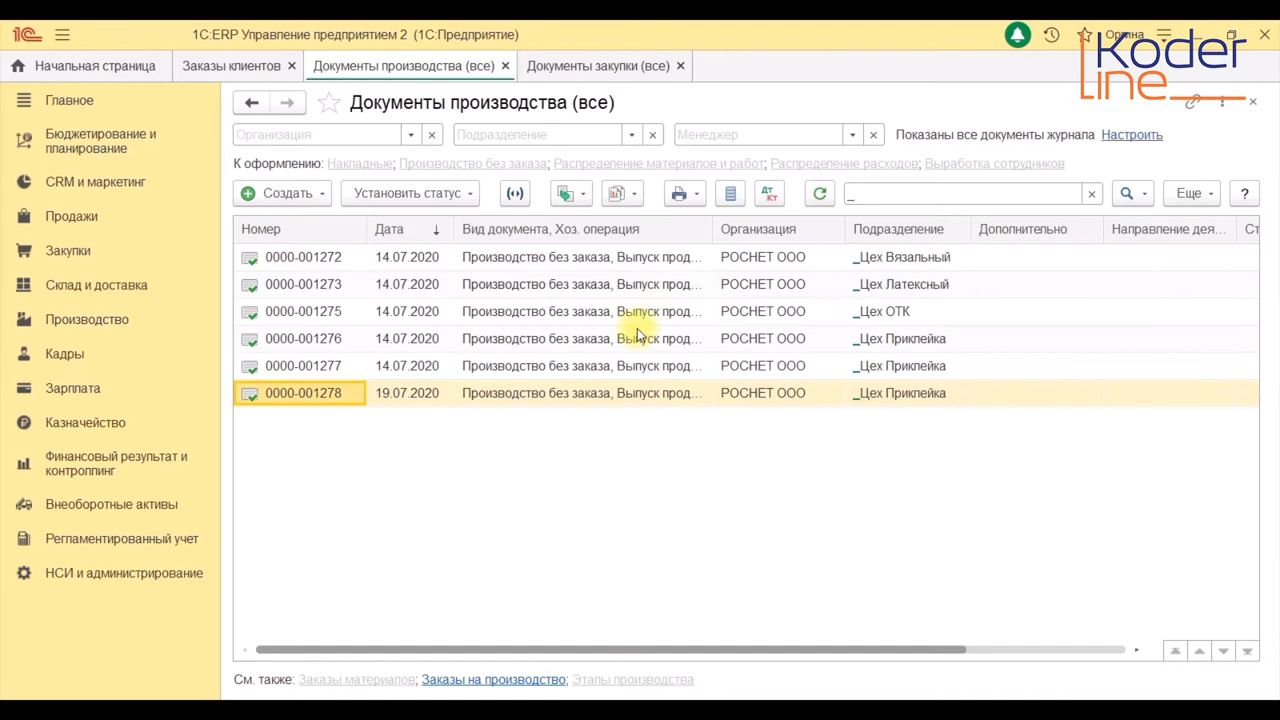 1С:ERP Управление предприятием 2 (1С:Предприятие)
Koder
line
Начальная страница
Заказы клиентов
Документы производства (все)
Документы закупки (все)
Главное
Бюджетирование и
планирование
CRM и маркетинг
Продажи
Закупки
Склад и доставка
Производство
Кадры
Зарплата
Казначейство
Финансовый результат и
контроллинг
Внеоборотные активы
Регламентированный учет
НСИ и администрирование
Документы производства (все)
Организация Подразделение Менеджер Показаны все документы журнала Настроить
К оформлению: Накладные; Производство без заказа; Распределение материалов и работ; Распределение расходов; Выработка сотрудников
Создать Установить статус Дт Кт _ Еще ?
Номер Дата Вид документа, Хоз. операция Организация Подразделение Дополнительно Направление дея... Ст
0000-001272 14.07.2020 Производство без заказа, Выпуск прод... РОСНЕТ ООО _Цех Вязальный
0000-001273 14.07.2020 Производство без заказа, Выпуск прод... РОСНЕТ ООО _Цех Латексный
0000-001275 14.07.2020 Производство без заказа, Выпуск прод... РОСНЕТ ООО _Цех ОТК
0000-001276 14.07.2020 Производство без заказа, Выпуск прод... РОСНЕТ ООО _Цех Приклейка
0000-001277 14.07.2020 Производство без заказа, Выпуск прод... РОСНЕТ ООО _Цех Приклейка
0000-001278 19.07.2020 Производство без заказа, Выпуск прод... РОСНЕТ ООО _Цех Приклейка
См. также: Заказы материалов; Заказы на производство; Этапы производства